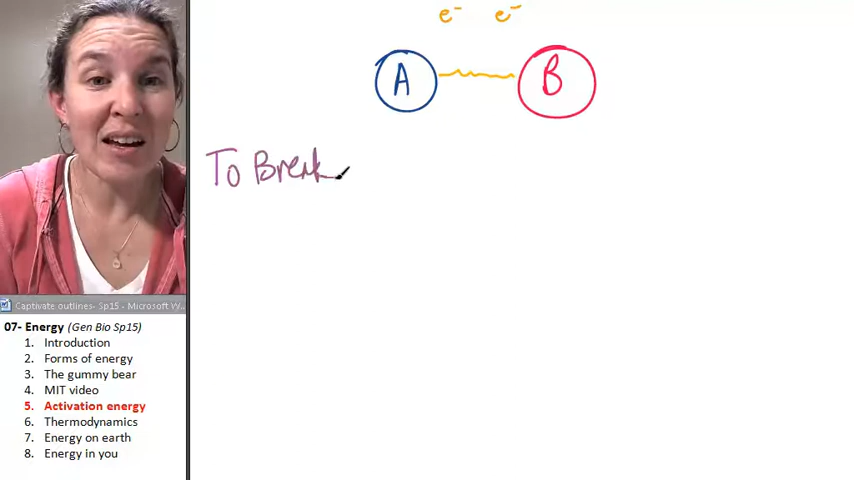 e⁻ e⁻
A B
To Break
Captivate outlines- Sp15 - Microsoft W...
07- Energy (Gen Bio Sp15)
1. Introduction
2. Forms of energy
3. The gummy bear
4. MIT video
5. Activation energy
6. Thermodynamics
7. Energy on earth
8. Energy in you